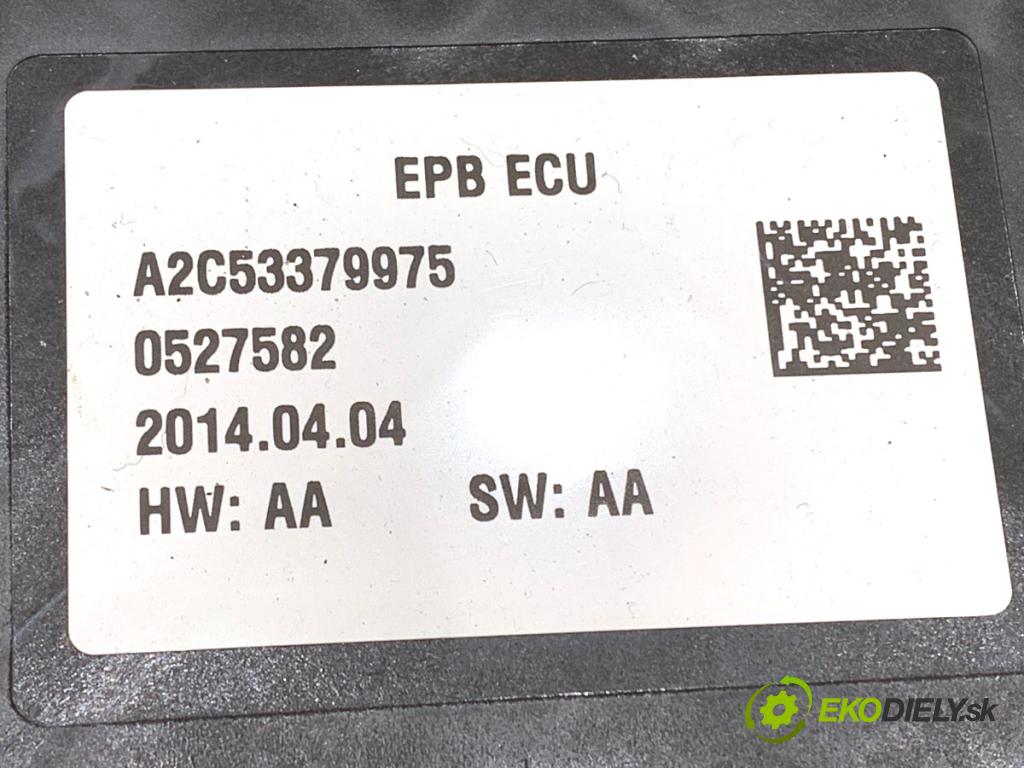 EPB ECU
A2C53379975
0527582
2014.04.04
HW: AA SW: AA
EKODIELY.sk